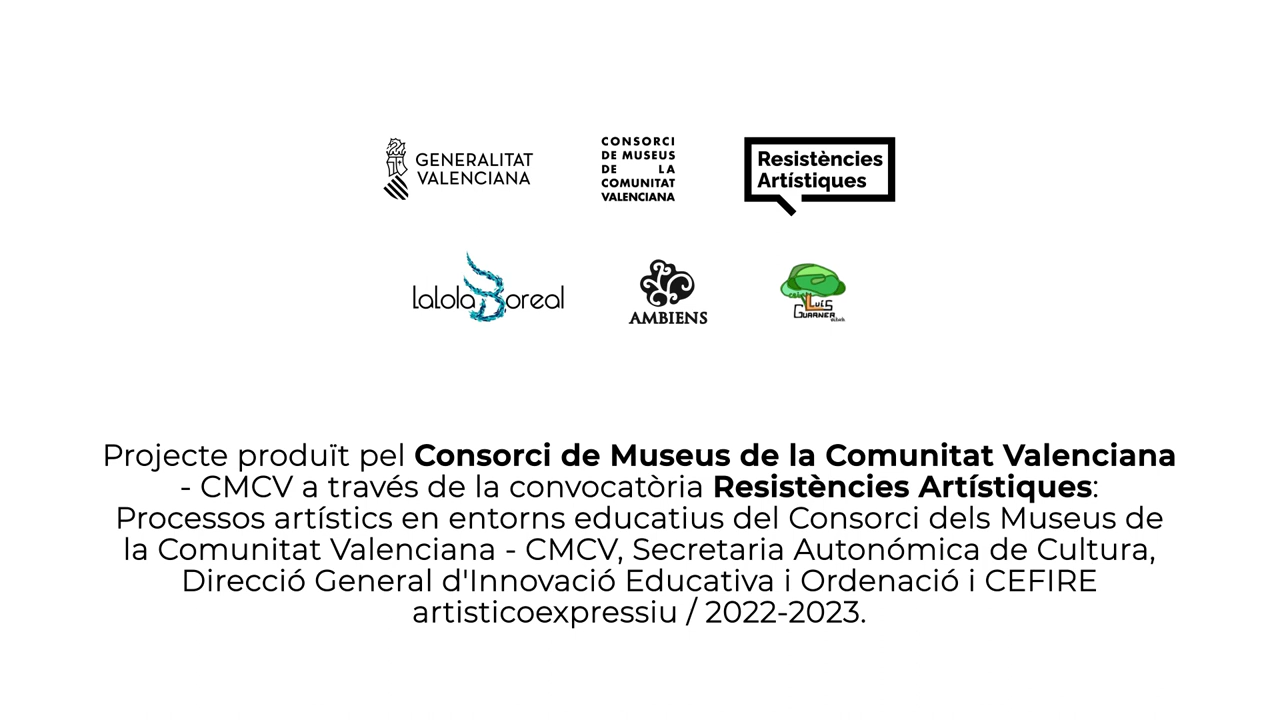 GENERALITAT
VALENCIANA
CONSORCI
DE MUSEUS
DE LA
COMUNITAT
VALENCIANA
Resistències
Artístiques
lalolaBoreal
AMBIENS
LLUÍS
GUARNER
Projecte produït pel Consorci de Museus de la Comunitat Valenciana
- CMCV a través de la convocatòria Resistències Artístiques:
Processos artístics en entorns educatius del Consorci dels Museus de
la Comunitat Valenciana - CMCV, Secretaria Autonómica de Cultura,
Direcció General d'Innovació Educativa i Ordenació i CEFIRE
artisticoexpressiu / 2022-2023.